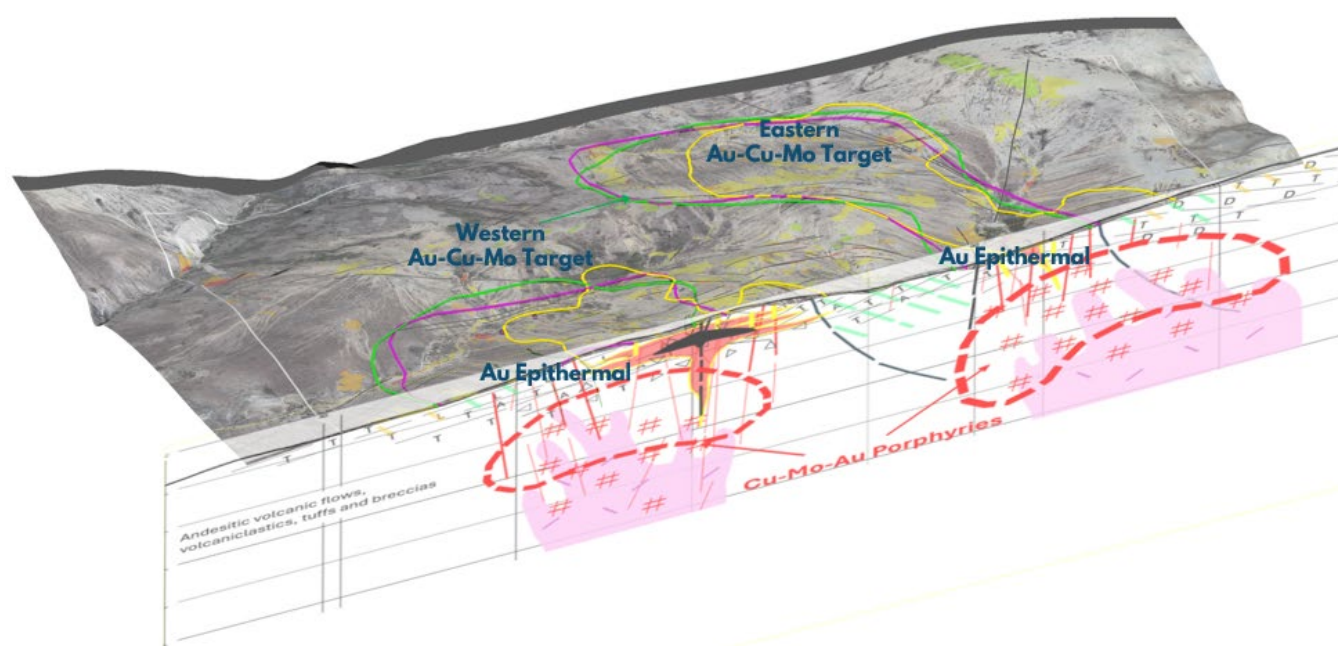 Eastern
Au-Cu-Mo Target
Western
Au-Cu-Mo Target
Au Epithermal
Au Epithermal
Cu-Mo-Au Porphyries
Andesitic volcanic flows,
volcaniclastics, tuffs and breccias